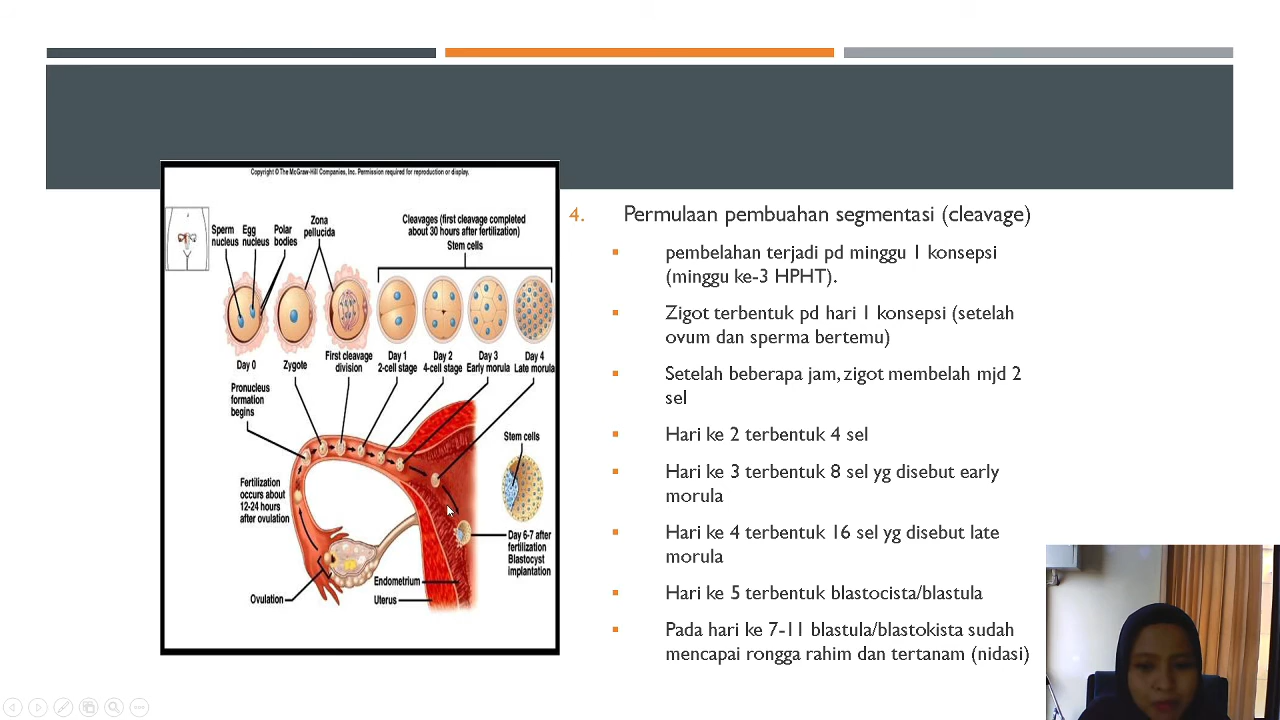 Copyright © The McGraw-Hill Companies, Inc. Permission required for reproduction or display.
Sperm
nucleus
Egg
nucleus
Polar
bodies
Zona
pellucida
Cleavages (first cleavage completed
about 30 hours after fertilization)
Stem cells
Day 0
Zygote
First cleavage
division
Day 1
2-cell stage
Day 2
4-cell stage
Day 3
Early morula
Day 4
Late morula
Pronucleus
formation
begins
Fertilization
occurs about
12-24 hours
after ovulation
Stem cells
Day 6-7 after
fertilization
Blastocyst
implantation
Ovulation
Endometrium
Uterus
4. Permulaan pembuahan segmentasi (cleavage)
pembelahan terjadi pd minggu 1 konsepsi
(minggu ke-3 HPHT).
Zigot terbentuk pd hari 1 konsepsi (setelah
ovum dan sperma bertemu)
Setelah beberapa jam, zigot membelah mjd 2
sel
Hari ke 2 terbentuk 4 sel
Hari ke 3 terbentuk 8 sel yg disebut early
morula
Hari ke 4 terbentuk 16 sel yg disebut late
morula
Hari ke 5 terbentuk blastocista/blastula
Pada hari ke 7-11 blastula/blastokista sudah
mencapai rongga rahim dan tertanam (nidasi)